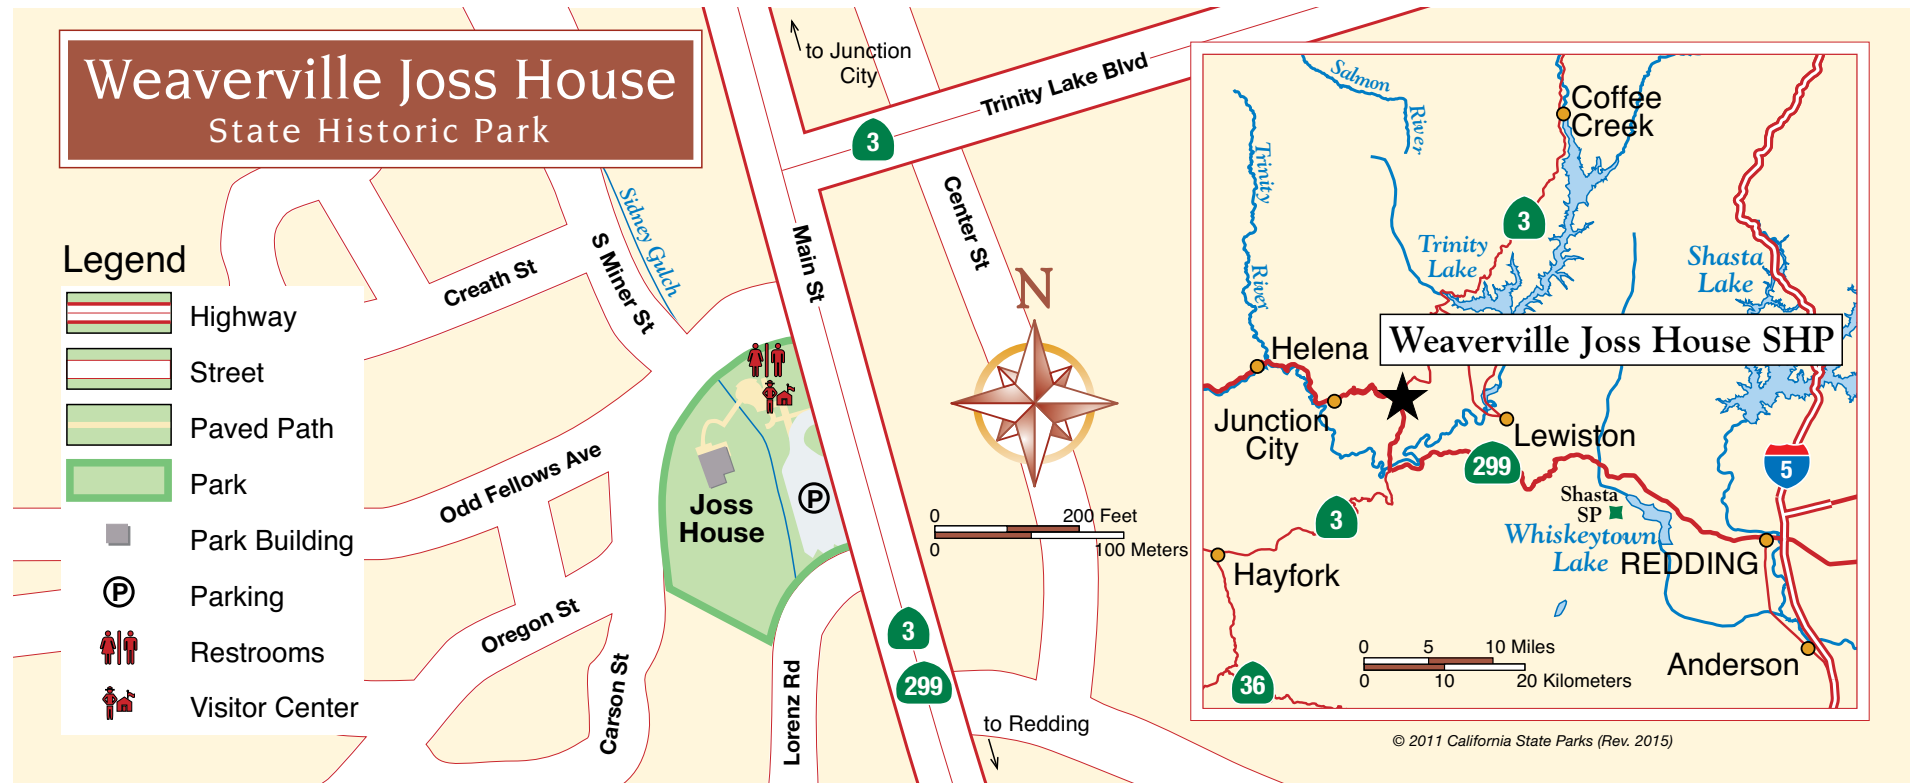 Weaverville Joss House
State Historic Park
to Junction
City
Trinity Lake Blvd
3
Center St
Main St
Sidney Gulch
S Miner St
Creath St
Odd Fellows Ave
Oregon St
Carson St
Lorenz Rd
Joss
House
P
N
0
200 Feet
0
100 Meters
3
299
to Redding
Legend
Highway
Street
Paved Path
Park
Park Building
P
Parking
Restrooms
Visitor Center
Salmon
River
Coffee
Creek
Trinity
River
3
Trinity
Lake
Shasta
Lake
Weaverville Joss House SHP
Helena
Junction
City
Lewiston
299
5
Shasta
SP
3
Whiskeytown
Lake
REDDING
Hayfork
0 5 10 Miles
0 10 20 Kilometers
Anderson
36
© 2011 California State Parks (Rev. 2015)